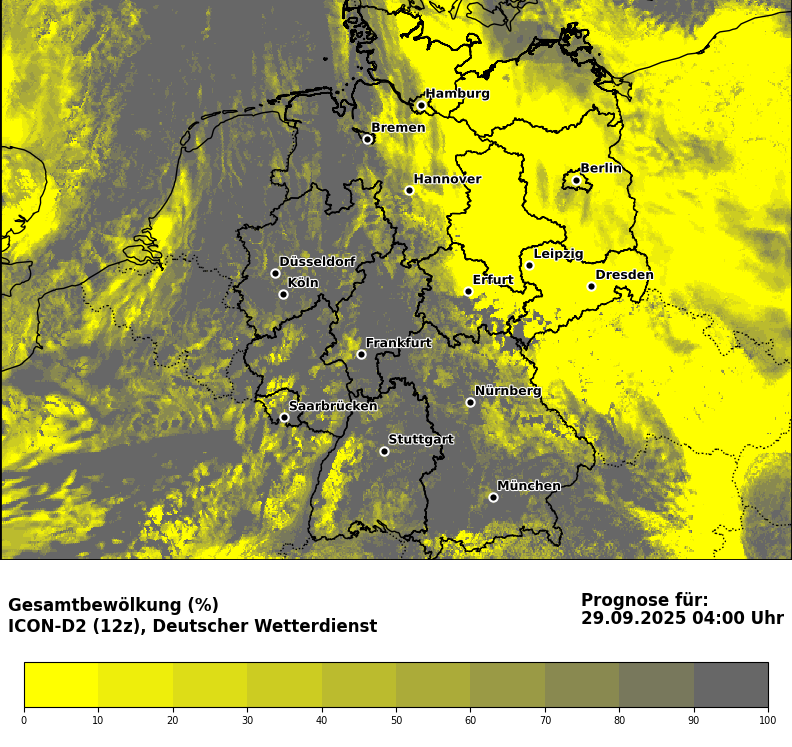 Hamburg
Bremen
Berlin
Hannover
Leipzig
Düsseldorf
Dresden
Köln
Erfurt
Frankfurt
Nürnberg
Saarbrücken
Stuttgart
München
Gesamtbewölkung (%)
ICON-D2 (12z), Deutscher Wetterdienst
Prognose für:
29.09.2025 04:00 Uhr
0 10 20 30 40 50 60 70 80 90 100